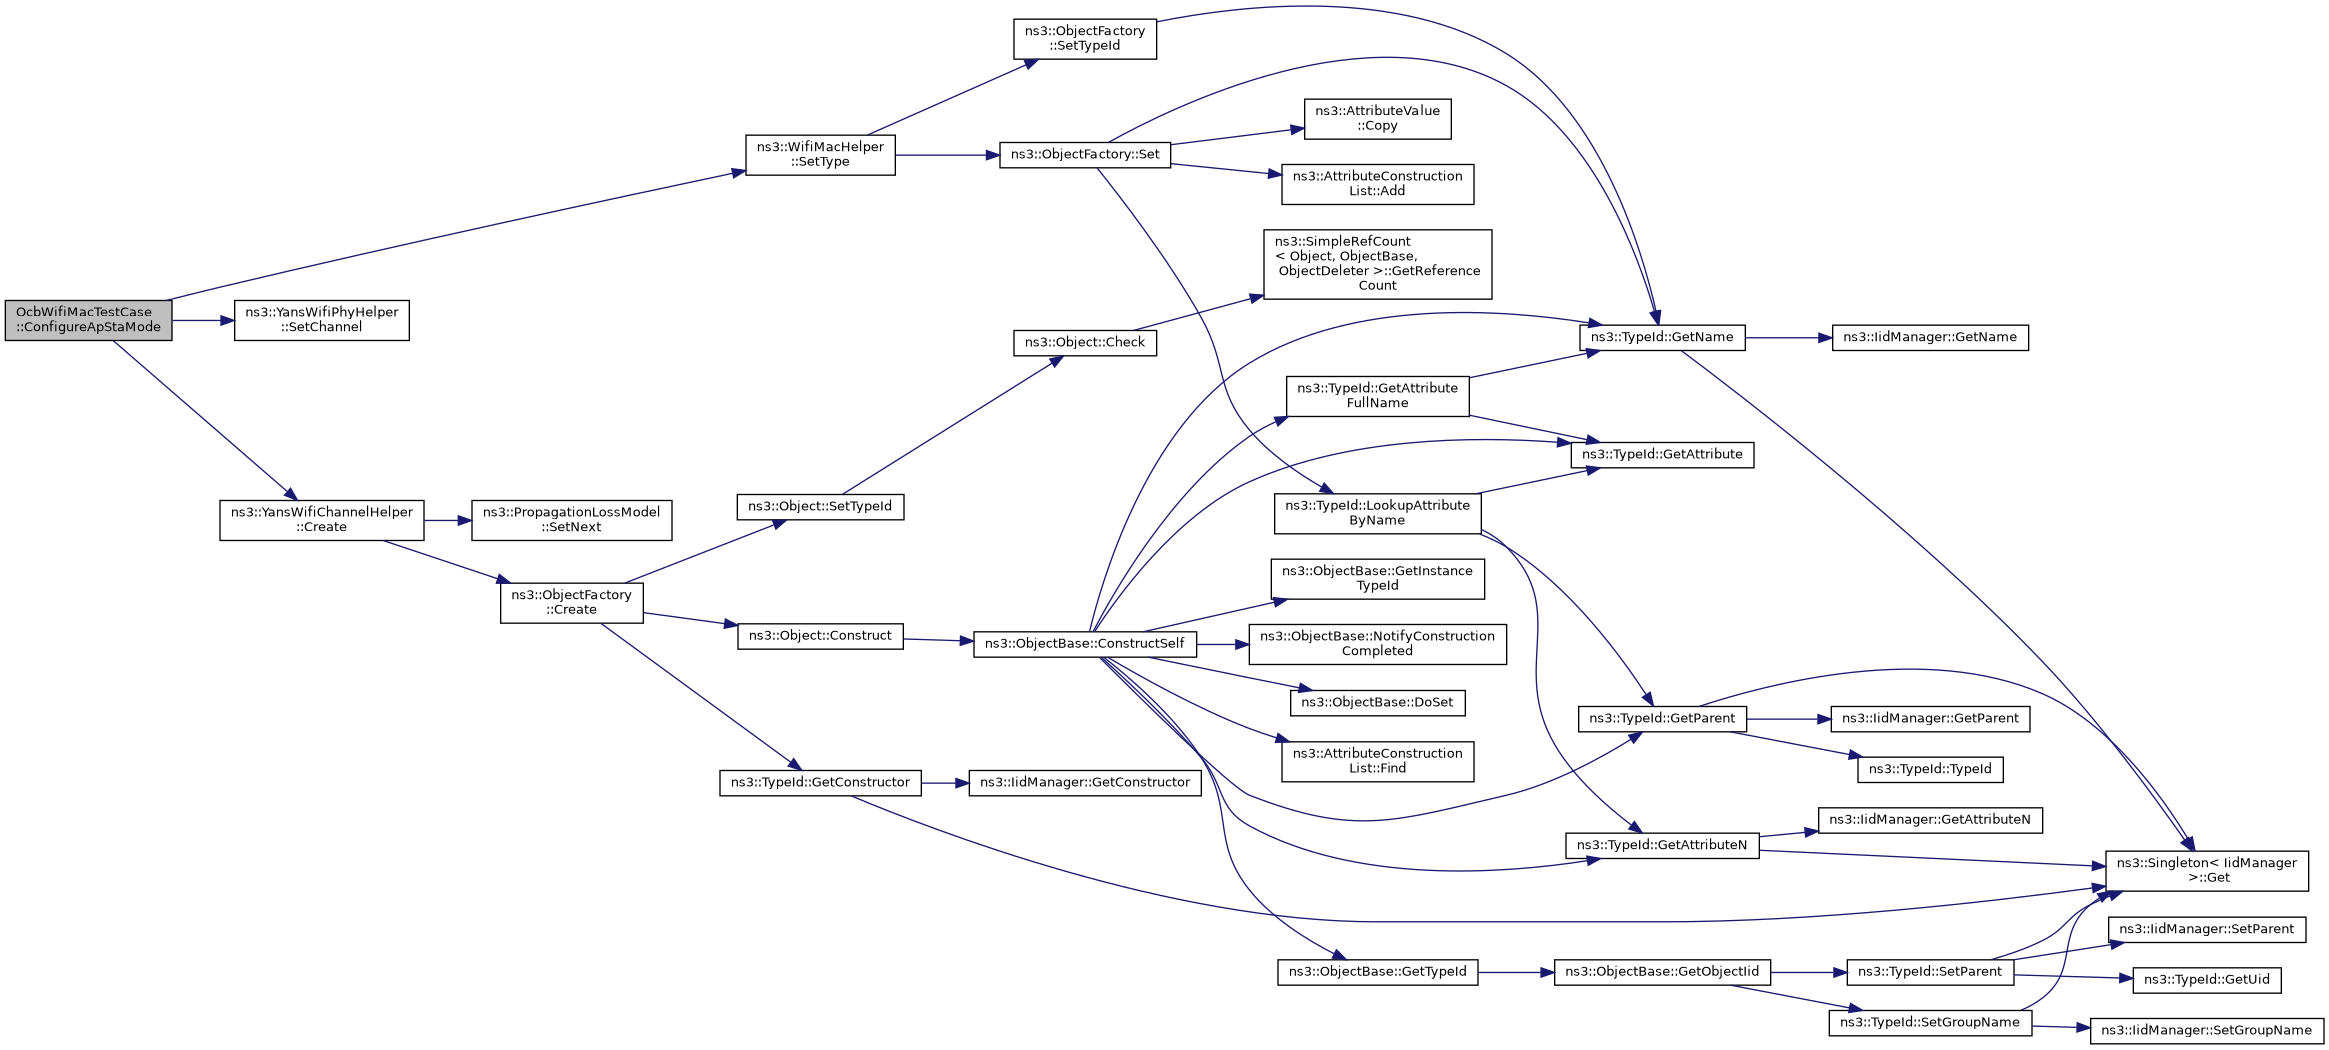 ns3::ObjectFactory
::SetTypeId
ns3::AttributeValue
::Copy
ns3::WifiMacHelper
::SetType
ns3::ObjectFactory::Set
ns3::AttributeConstruction
List::Add
ns3::SimpleRefCount
< Object, ObjectBase,
ObjectDeleter >::GetReference
Count
OcbWifiMacTestCase
::ConfigureApStaMode
ns3::YansWifiPhyHelper
::SetChannel
ns3::Object::Check
ns3::TypeId::GetName
ns3::IidManager::GetName
ns3::TypeId::GetAttribute
FullName
ns3::TypeId::GetAttribute
ns3::Object::SetTypeId
ns3::TypeId::LookupAttribute
ByName
ns3::YansWifiChannelHelper
::Create
ns3::PropagationLossModel
::SetNext
ns3::ObjectBase::GetInstance
TypeId
ns3::ObjectFactory
::Create
ns3::Object::Construct
ns3::ObjectBase::ConstructSelf
ns3::ObjectBase::NotifyConstruction
Completed
ns3::ObjectBase::DoSet
ns3::TypeId::GetParent
ns3::IidManager::GetParent
ns3::AttributeConstruction
List::Find
ns3::TypeId::TypeId
ns3::TypeId::GetConstructor
ns3::IidManager::GetConstructor
ns3::IidManager::GetAttributeN
ns3::TypeId::GetAttributeN
ns3::Singleton< IidManager
>::Get
ns3::IidManager::SetParent
ns3::ObjectBase::GetTypeId
ns3::ObjectBase::GetObjectIid
ns3::TypeId::SetParent
ns3::TypeId::GetUid
ns3::TypeId::SetGroupName
ns3::IidManager::SetGroupName